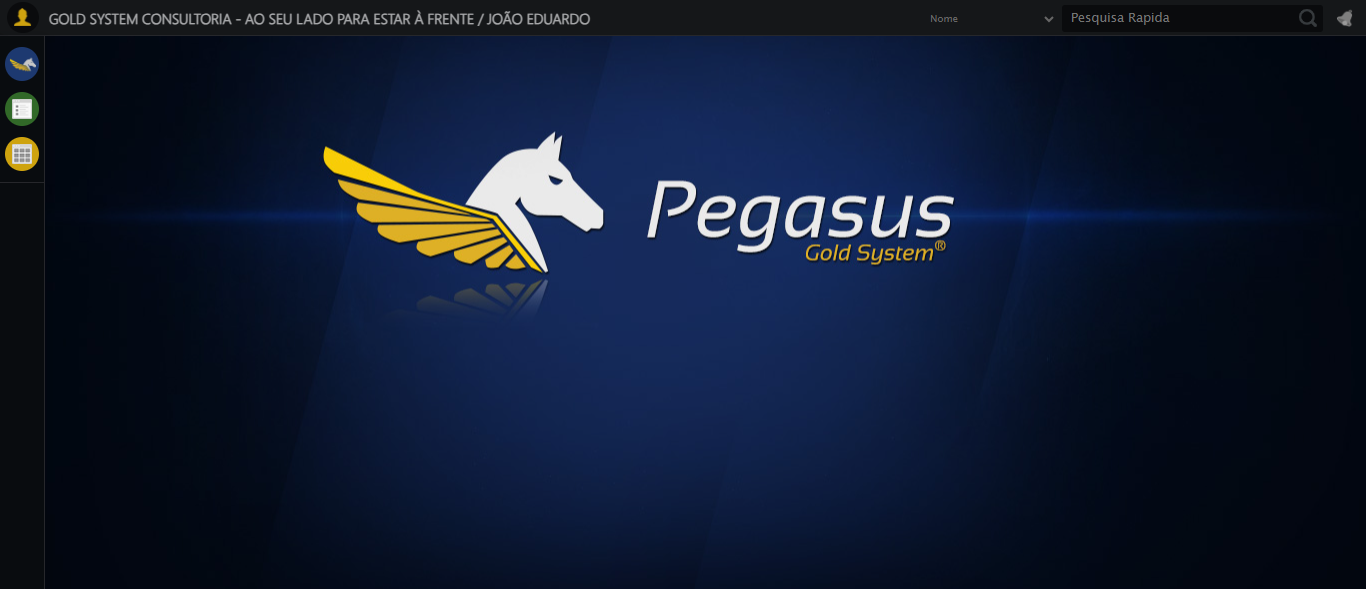 GOLD SYSTEM CONSULTORIA - AO SEU LADO PARA ESTAR À FRENTE / JOÃO EDUARDO
Nome
Pesquisa Rapida
Pegasus
Gold System®